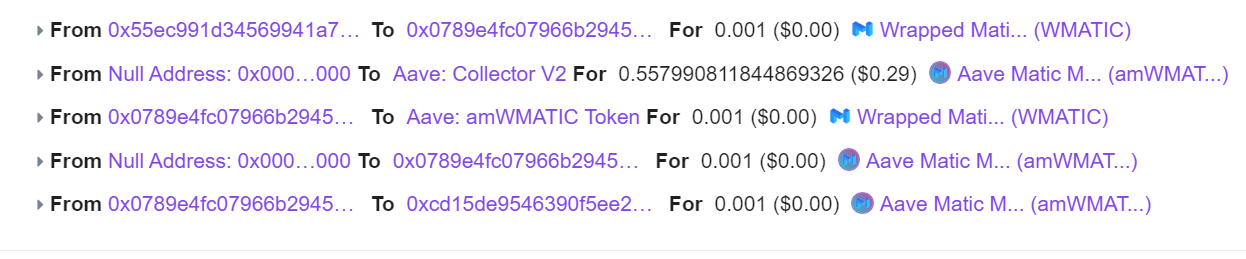 From 0x55ec991d34569941a7... To 0x0789e4fc07966b2945... For 0.001 ($0.00) Wrapped Mati... (WMATIC)
From Null Address: 0x000...000 To Aave: Collector V2 For 0.557990811844869326 ($0.29) Aave Matic M... (amWMAT...)
From 0x0789e4fc07966b2945... To Aave: amWMATIC Token For 0.001 ($0.00) Wrapped Mati... (WMATIC)
From Null Address: 0x000...000 To 0x0789e4fc07966b2945... For 0.001 ($0.00) Aave Matic M... (amWMAT...)
From 0x0789e4fc07966b2945... To 0xcd15de9546390f5ee2... For 0.001 ($0.00) Aave Matic M... (amWMAT...)